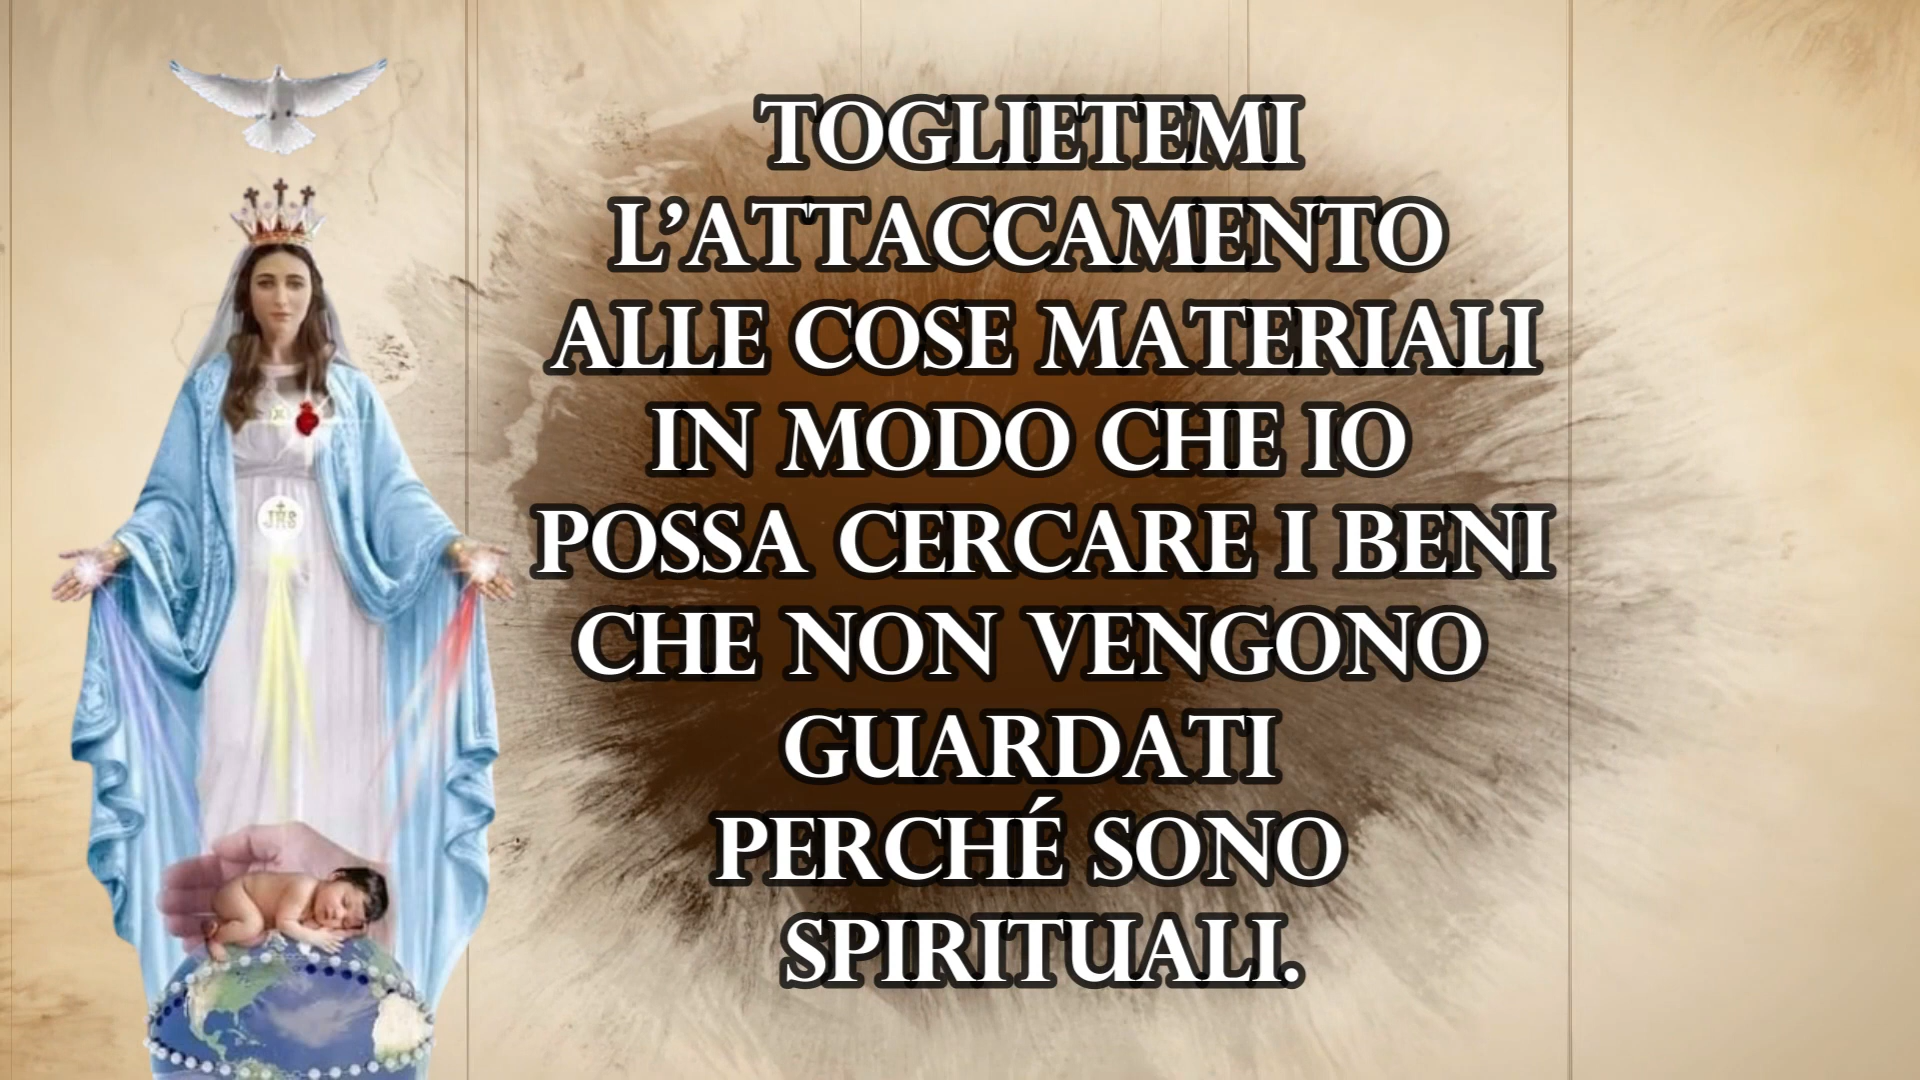 TOGLIETEMI
L'ATTACCAMENTO
ALLE COSE MATERIALI
IN MODO CHE IO
POSSA CERCARE I BENI
CHE NON VENGONO
GUARDATI
PERCHÉ SONO
SPIRITUALI.
JHS